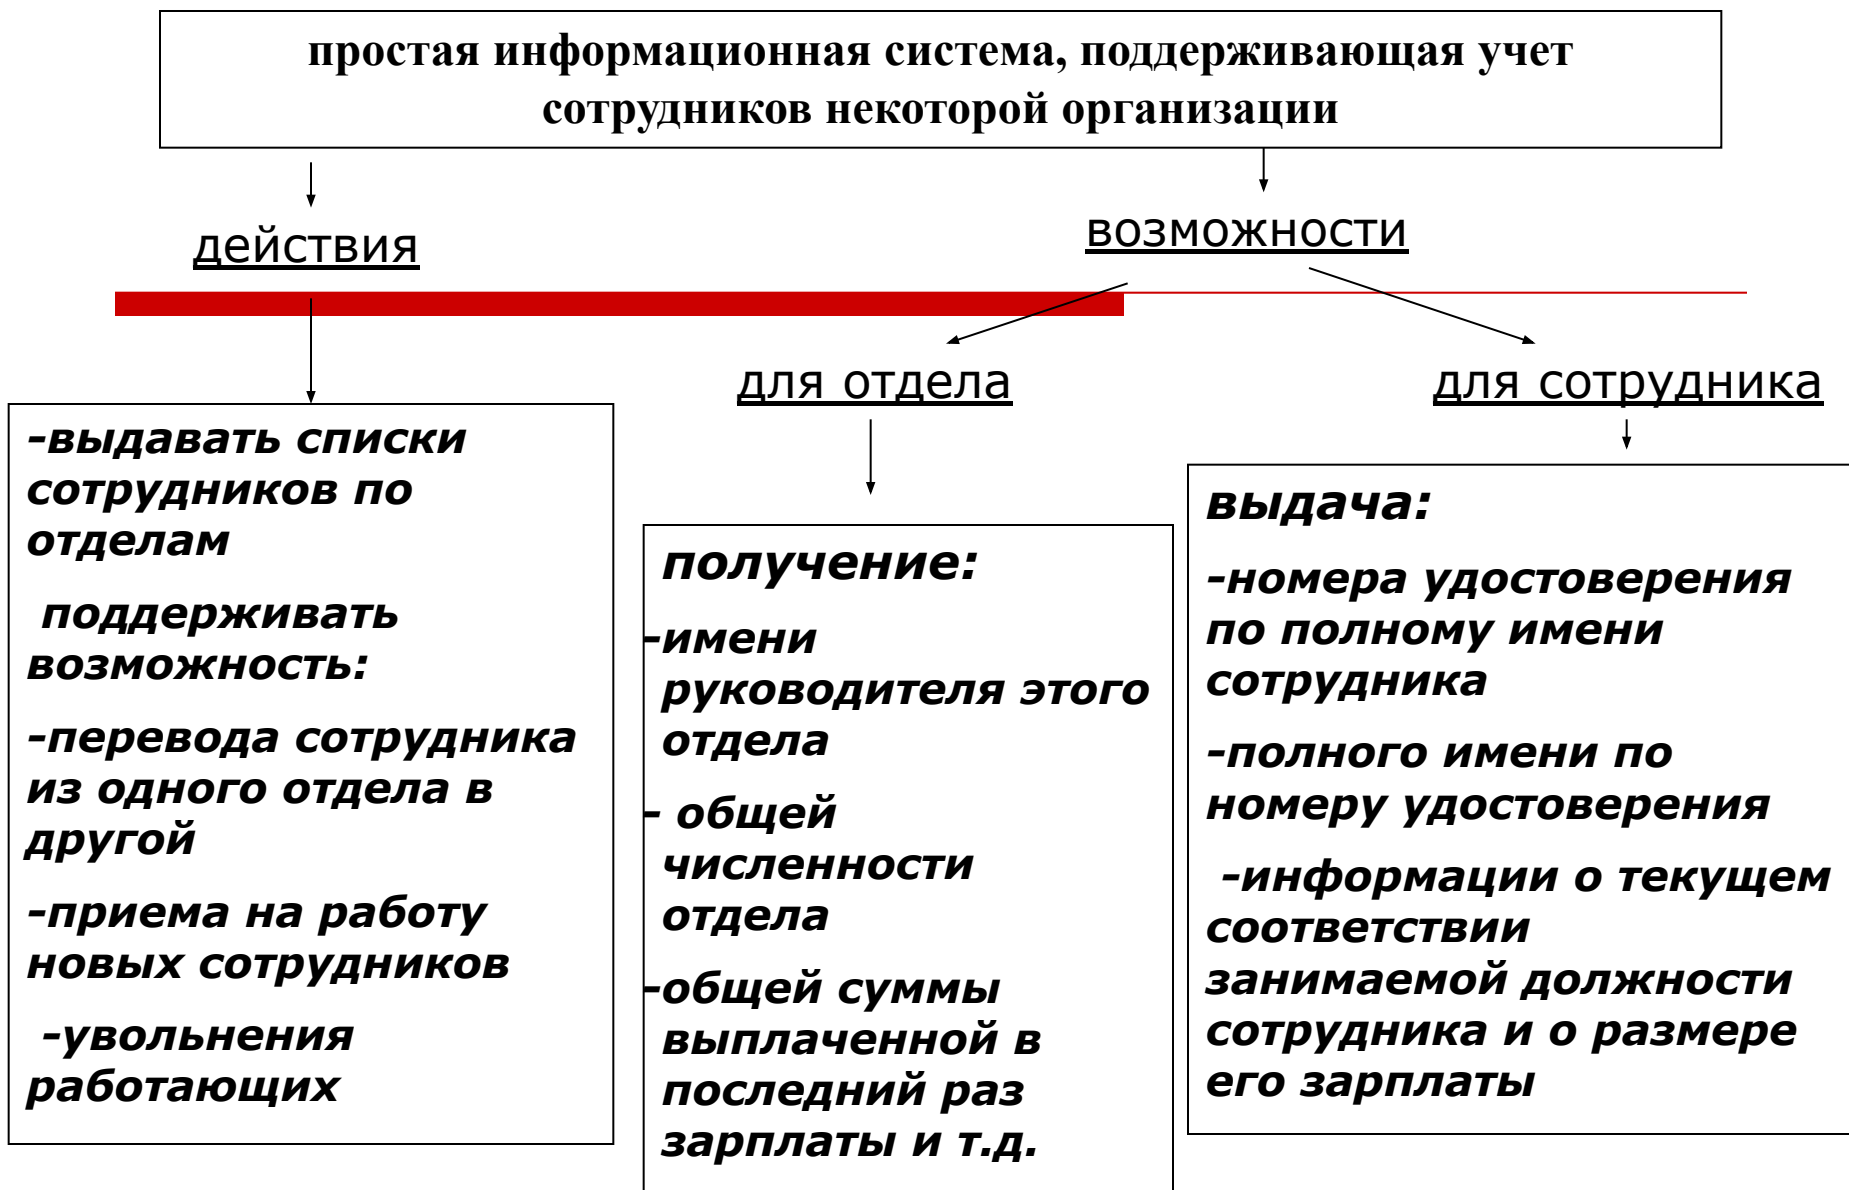 простая информационная система, поддерживающая учет
сотрудников некоторой организации
действия
возможности
для отдела
для сотрудника
-выдавать списки
сотрудников по
отделам
поддерживать
возможность:
-перевода сотрудника
из одного отдела в
другой
-приема на работу
новых сотрудников
-увольнения
работающих
получение:
-имени
руководителя этого
отдела
- общей
численности
отдела
-общей суммы
выплаченной в
последний раз
зарплаты и т.д.
выдача:
-номера удостоверения
по полному имени
сотрудника
-полного имени по
номеру удостоверения
-информации о текущем
соответствии
занимаемой должности
сотрудника и о размере
его зарплаты